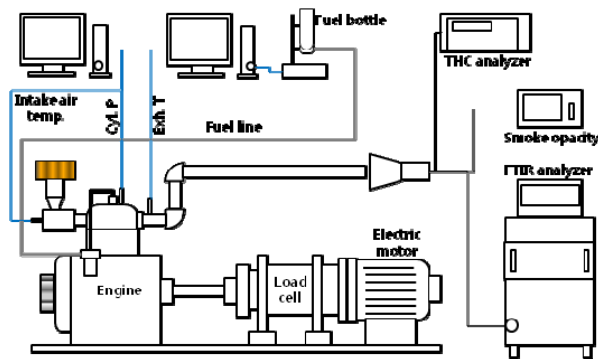 Fuel bottle
THC analyzer
Intake air
temp.
Cyl. P
Exh. T
Fuel line
Smoke opacity
FTIR analyzer
Electric
motor
Load
cell
Engine